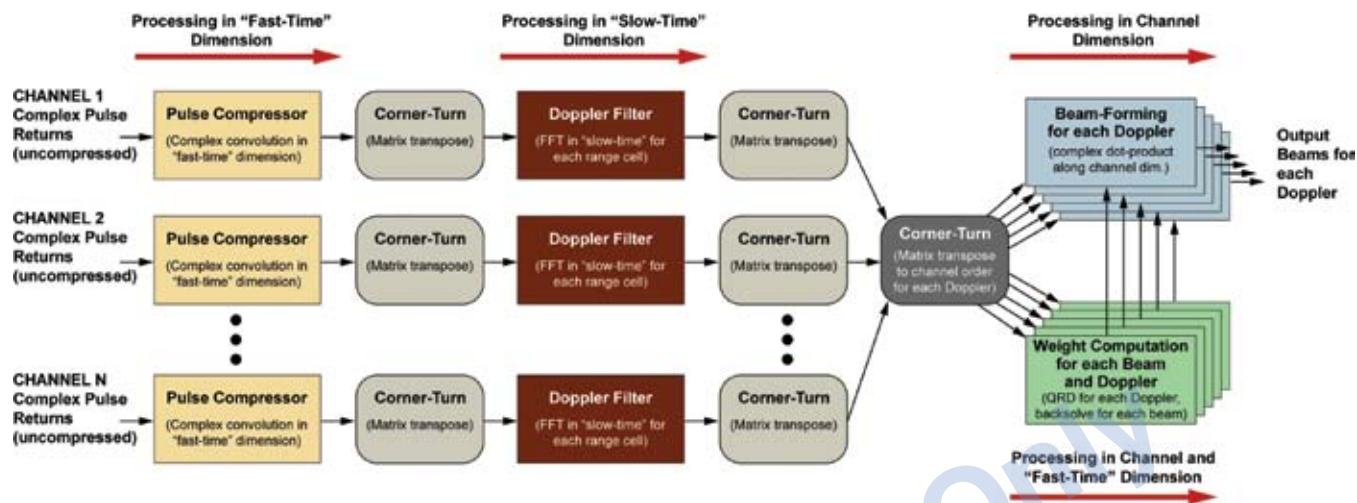 Processing in “Fast-Time”
Dimension
Processing in “Slow-Time”
Dimension
Processing in Channel
Dimension
CHANNEL 1
Complex Pulse
Returns
(uncompressed)
Pulse Compressor
(Complex convolution in
“fast-time” dimension)
Corner-Turn
(Matrix transpose)
Doppler Filter
(FFT in “slow-time” for
each range cell)
Corner-Turn
(Matrix transpose)
Beam-Forming
for each Doppler
(complex dot-product
along channel dim.)
Output
Beams for
each
Doppler
CHANNEL 2
Complex Pulse
Returns
(uncompressed)
Pulse Compressor
(Complex convolution in
“fast-time” dimension)
Corner-Turn
(Matrix transpose)
Doppler Filter
(FFT in “slow-time” for
each range cell)
Corner-Turn
(Matrix transpose)
Corner-Turn
(Matrix transpose
to channel order
for each Doppler)
CHANNEL N
Complex Pulse
Returns
(uncompressed)
Pulse Compressor
(Complex convolution in
“fast-time” dimension)
Corner-Turn
(Matrix transpose)
Doppler Filter
(FFT in “slow-time” for
each range cell)
Corner-Turn
(Matrix transpose)
Weight Computation
for each Beam
and Doppler
(QRD for each Doppler,
backsolve for each beam)
Processing in Channel and
“Fast-Time” Dimension
Only